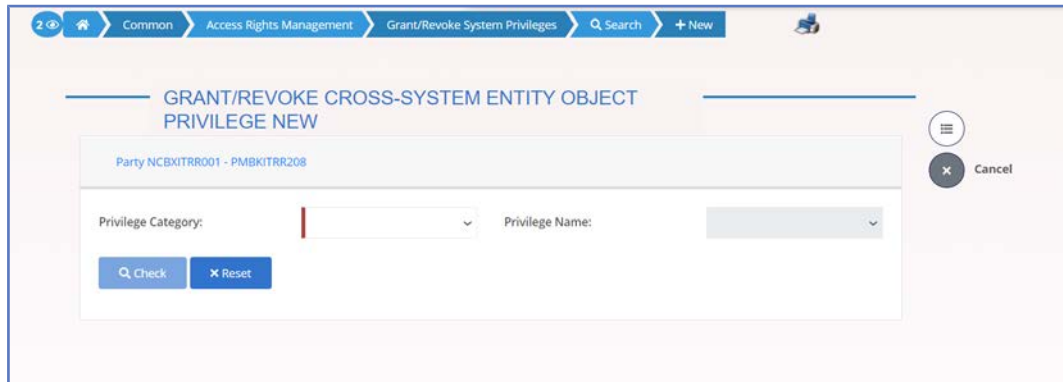 2 Common Access Rights Management Grant/Revoke System Privileges Search + New
GRANT/REVOKE CROSS-SYSTEM ENTITY OBJECT
PRIVILEGE NEW
Party NCBXITRR001 - PMBKITRR208
Cancel
Privilege Category: Privilege Name:
Check Reset